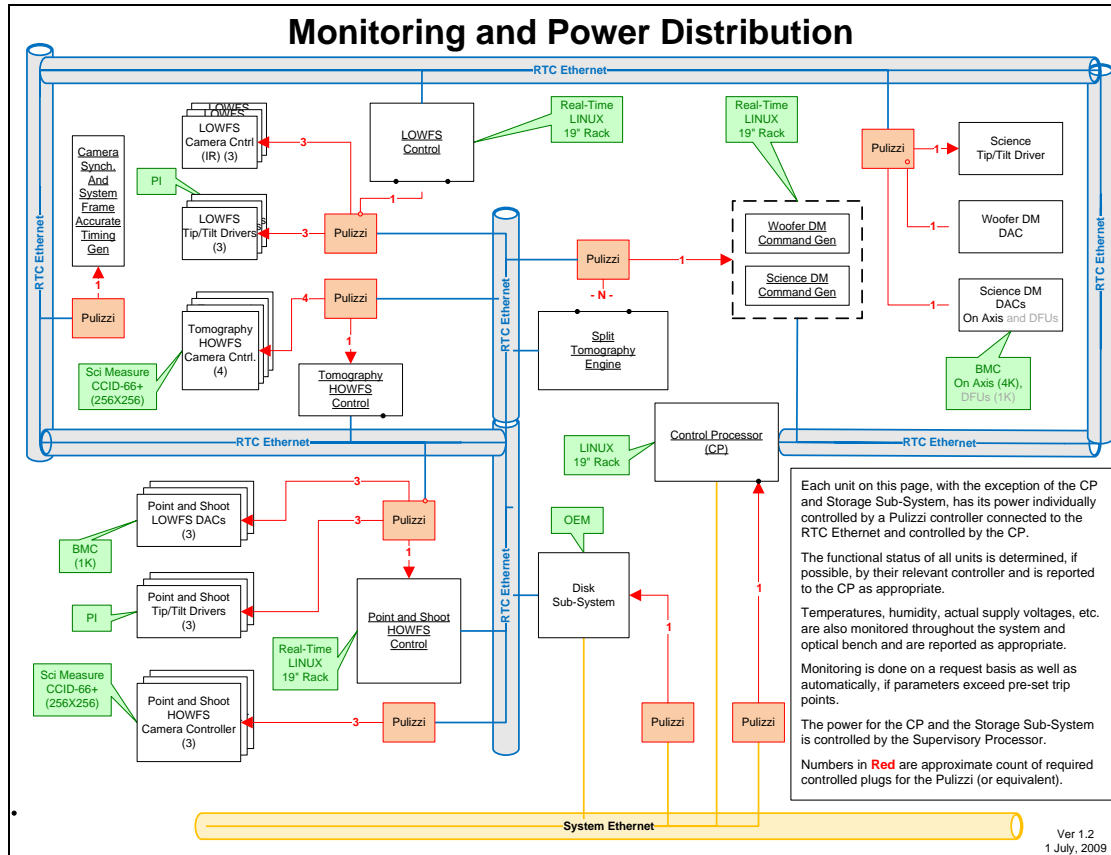 Monitoring and Power Distribution
RTC Ethernet
LOWFS
LOWFS
LOWFS
Camera Cntrl
(IR) (3)
3
LOWFS
Control
Real-Time
LINUX
19" Rack
Real-Time
LINUX
19" Rack
Pulizzi
1
Science
Tip/Tilt Driver
Camera
Synch.
And
System
Frame
Accurate
Timing
Gen
PI
LOWFS
Tip/Tilt Drivers
(3)
3
Pulizzi
1
Woofer DM
Command Gen
Science DM
Command Gen
Pulizzi
1
- N -
1
Woofer DM
DAC
1
Science DM
DACs
On Axis and DFUs
BMC
On Axis (4K),
DFUs (1K)
RTC Ethernet
RTC Ethernet
RTC Ethernet
1
Pulizzi
4
Pulizzi
1
Tomography
HOWFS
Camera Cntrl.
(4)
Sci Measure
CCID-66+
(256X256)
Tomography
HOWFS
Control
Split
Tomography
Engine
RTC Ethernet
LINUX
19" Rack
Control Processor
(CP)
RTC Ethernet
Point and Shoot
LOWFS DACs
(3)
3
BMC
(1K)
3
Pulizzi
1
Point and Shoot
Tip/Tilt Drivers
(3)
PI
Real-Time
LINUX
19" Rack
Point and Shoot
HOWFS
Control
RTC Ethernet
OEM
Disk
Sub-System
1
1
Sci Measure
CCID-66+
(256X256)
Point and Shoot
HOWFS
Camera Controller
(3)
3
Pulizzi
Pulizzi
Pulizzi
Each unit on this page, with the exception of the CP
and Storage Sub-System, has its power individually
controlled by a Pulizzi controller connected to the
RTC Ethernet and controlled by the CP.
The functional status of all units is determined, if
possible, by their relevant controller and is reported
to the CP as appropriate.
Temperatures, humidity, actual supply voltages, etc.
are also monitored throughout the system and
optical bench and are reported as appropriate.
Monitoring is done on a request basis as well as
automatically, if parameters exceed pre-set trip
points.
The power for the CP and the Storage Sub-System
is controlled by the Supervisory Processor.
Numbers in Red are approximate count of required
controlled plugs for the Pulizzi (or equivalent).
System Ethernet
Ver 1.2
1 July, 2009